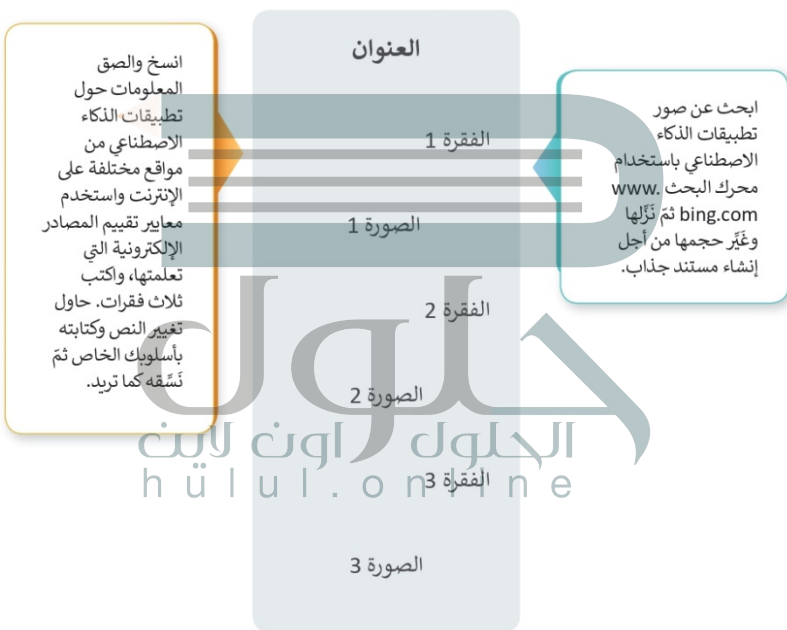 العنوان
ابحث عن صور
تطبيقات الذكاء
الاصطناعي باستخدام
محرك البحث www.
bing.com ثمّ نَزِّلها
وغَيِّر حجمها من أجل
إنشاء مستند جذاب.
الفقرة 1
الصورة 1
الفقرة 2
الصورة 2
الفقرة 3
الصورة 3
انسخ والصق
المعلومات حول
تطبيقات الذكاء
الاصطناعي من
مواقع مختلفة على
الإنترنت واستخدم
معايير تقييم المصادر
الإلكترونية التي
تعلمتها، واكتب
ثلاث فقرات. حاول
تغيير النص وكتابته
بأسلوبك الخاص ثمّ
نَسِّقه كما تريد.
حلول
الحلول اون لاين
hulul.online